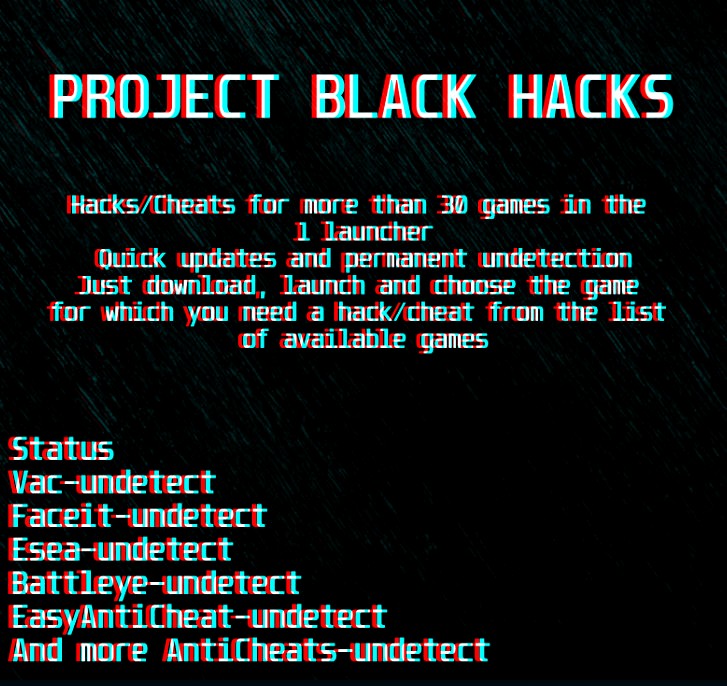 PROJECT BLACK HACKS
Hacks/Cheats for more than 30 games in the
1 launcher
Quick updates and permanent undetection
Just download, launch and choose the game
for which you need a hack/cheat from the list
of available games
Status
Vac-undetect
Faceit-undetect
Esea-undetect
Battleye-undetect
EasyAntiCheat-undetect
And more AntiCheats-undetect